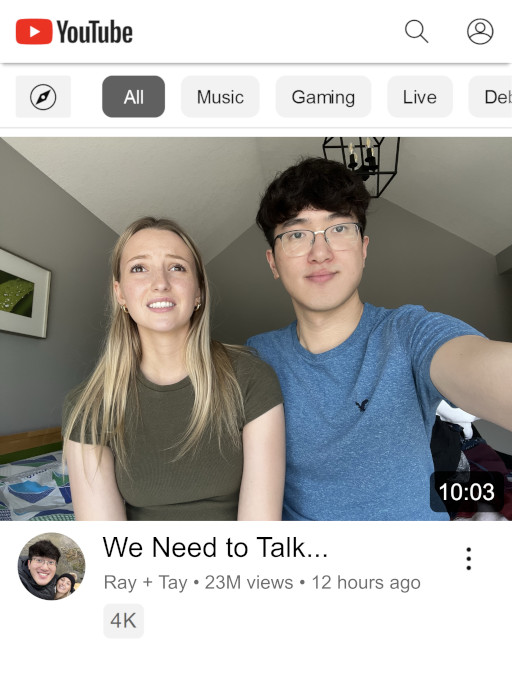 YouTube
All Music Gaming Live Deb
10:03
We Need to Talk...
Ray + Tay • 23M views • 12 hours ago
4K